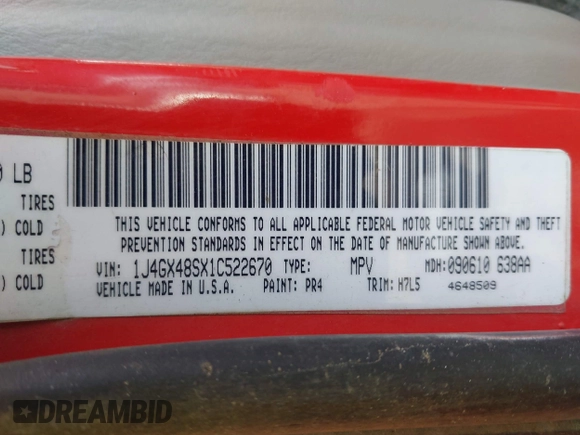 0 LB
TIRES
) COLD
TIRES
) COLD
THIS VEHICLE CONFORMS TO ALL APPLICABLE FEDERAL MOTOR VEHICLE SAFETY AND THEFT
PREVENTION STANDARDS IN EFFECT ON THE DATE OF MANUFACTURE SHOWN ABOVE.
VIN: 1J4GX48SX1C522670 TYPE: MPV MDH:090610 638AA
VEHICLE MADE IN U.S.A. PAINT: PR4 TRIM: H7L5 4648509
DREAMBID